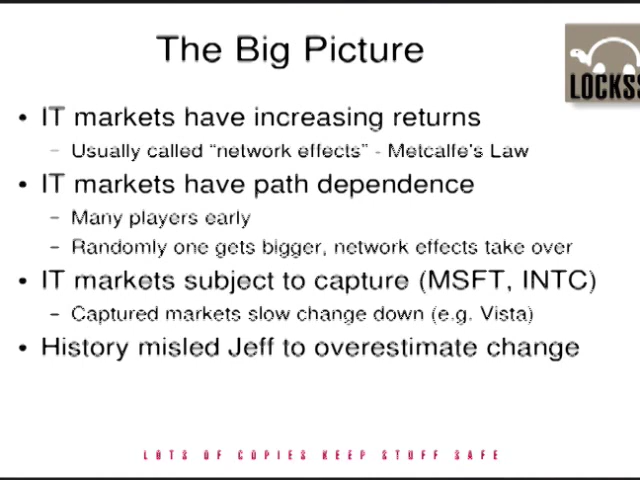 The Big Picture
LOCKSS
• IT markets have increasing returns
– Usually called "network effects" - Metcalfe's Law
• IT markets have path dependence
– Many players early
– Randomly one gets bigger, network effects take over
• IT markets subject to capture (MSFT, INTC)
– Captured markets slow change down (e.g. Vista)
• History misled Jeff to overestimate change
LOTS OF COPIES KEEP STUFF SAFE